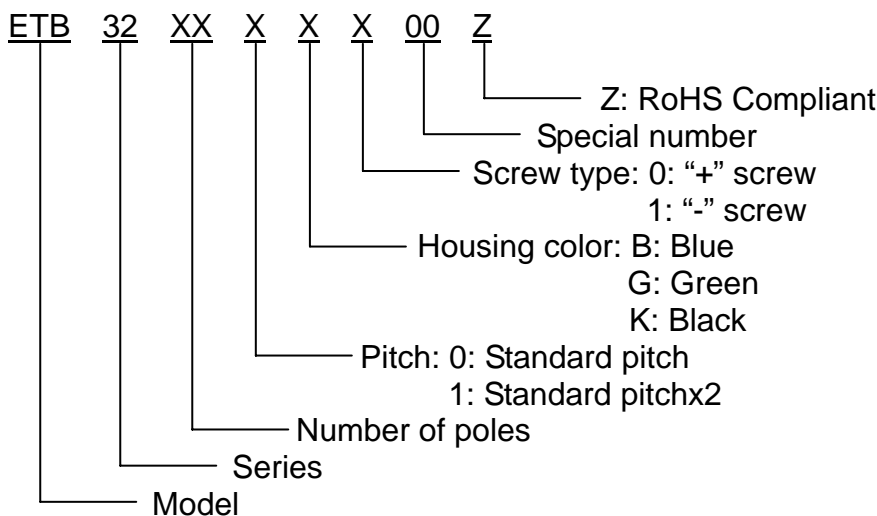 ETB 32 XX X X X 00 Z
Z: RoHS Compliant
Special number
Screw type: 0: “+” screw
1: “-” screw
Housing color: B: Blue
G: Green
K: Black
Pitch: 0: Standard pitch
1: Standard pitchx2
Number of poles
Series
Model